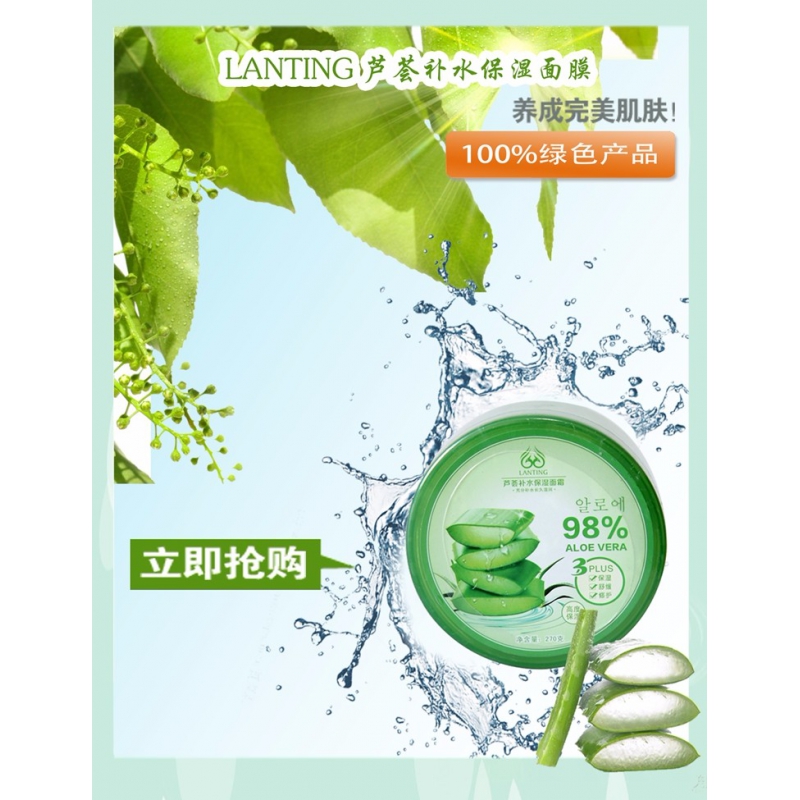 LANTING 芦荟补水保湿面膜
养成完美肌肤!
100%绿色产品
LANTING
芦荟补水保湿面霜
알로에
98%
ALOE VERA
3 PLUS
保湿
舒缓
修护
立即抢购